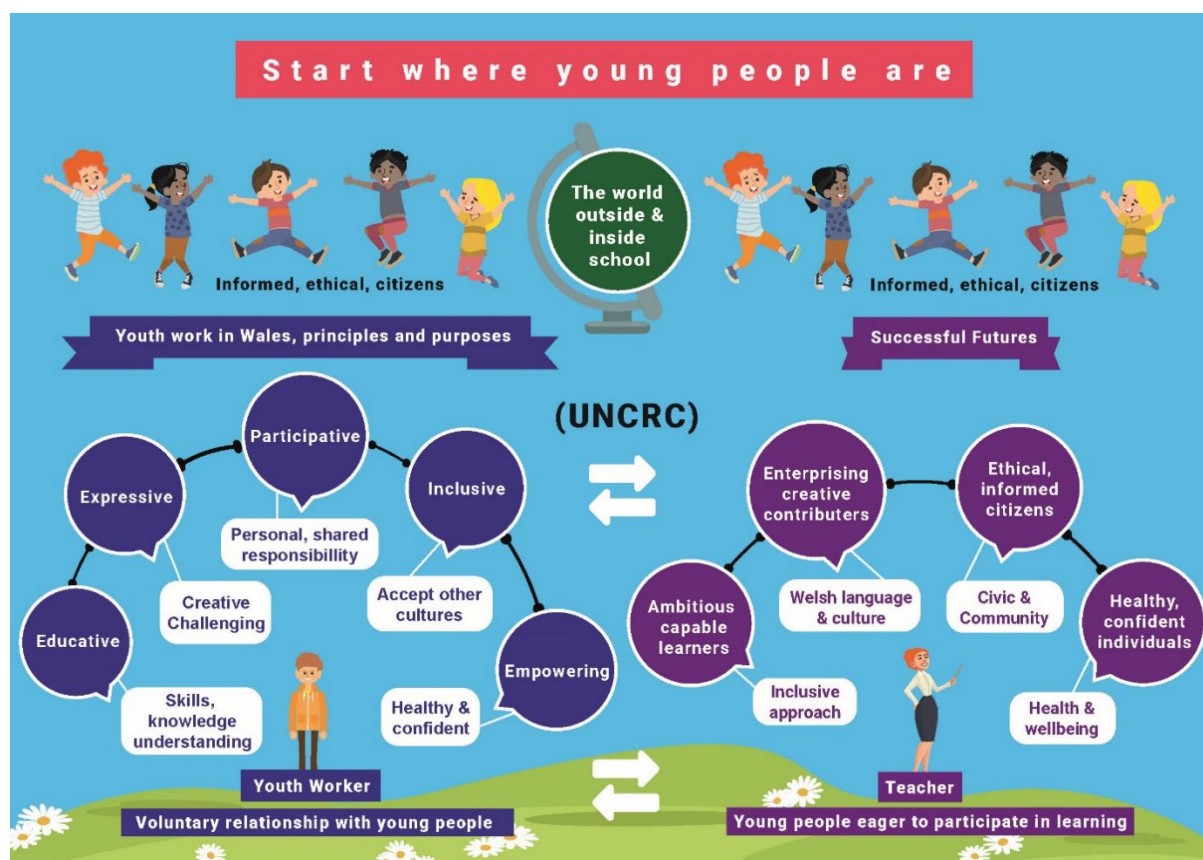 Start where young people are
The world
outside &
inside
school
Informed, ethical, citizens
Informed, ethical, citizens
Youth work in Wales, principles and purposes
Successful Futures
(UNCRC)
Educative
Skills,
knowledge
understanding
Expressive
Creative
Challenging
Participative
Personal, shared
responsibillity
Inclusive
Accept other
cultures
Empowering
Healthy &
confident
Ambitious
capable
learners
Inclusive
approach
Enterprising
creative
contributers
Welsh language
& culture
Ethical,
informed
citizens
Civic &
Community
Healthy,
confident
individuals
Health &
wellbeing
Youth Worker
Voluntary relationship with young people
Teacher
Young people eager to participate in learning